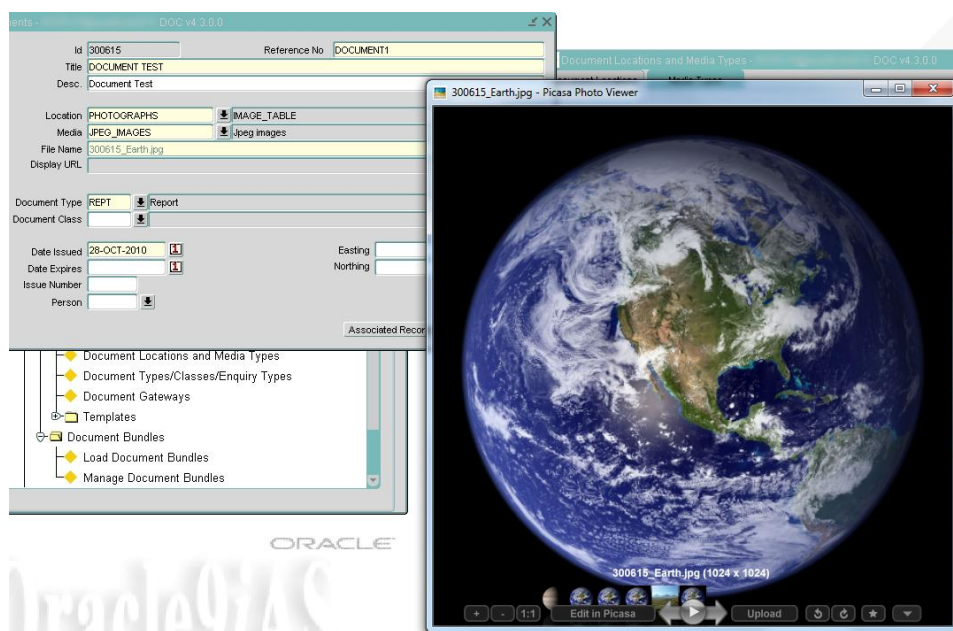 ents - DOC v4.3.0.0
Id 300615 Reference No DOCUMENT1
Title DOCUMENT TEST
Desc. Document Test
Location PHOTOGRAPHS IMAGE_TABLE
Media JPEG_IMAGES Jpeg images
File Name 300615_Earth.jpg
Display URL
Document Type REPT Report
Document Class
Date Issued 28-OCT-2010 Easting
Date Expires Northing
Issue Number
Person
Associated Recor
Document Locations and Media Types
Document Types/Classes/Enquiry Types
Document Gateways
Templates
Document Bundles
Load Document Bundles
Manage Document Bundles
ORACLE
Oracle9iAS
Document Locations and Media Types - DOC v4.3.0.0
300615_Earth.jpg - Picasa Photo Viewer
300615_Earth.jpg (1024 x 1024)
+ - 1:1 Edit in Picasa Upload